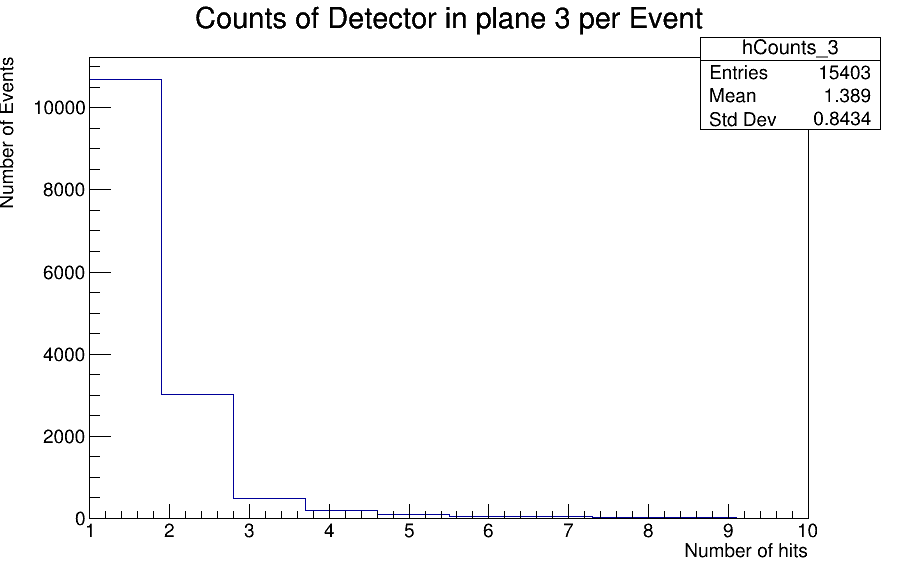 Counts of Detector in plane 3 per Event
hCounts_3
Entries 15403
Mean 1.389
Std Dev 0.8434
Number of Events
10000
8000
6000
4000
2000
0
1 2 3 4 5 6 7 8 9 10
Number of hits